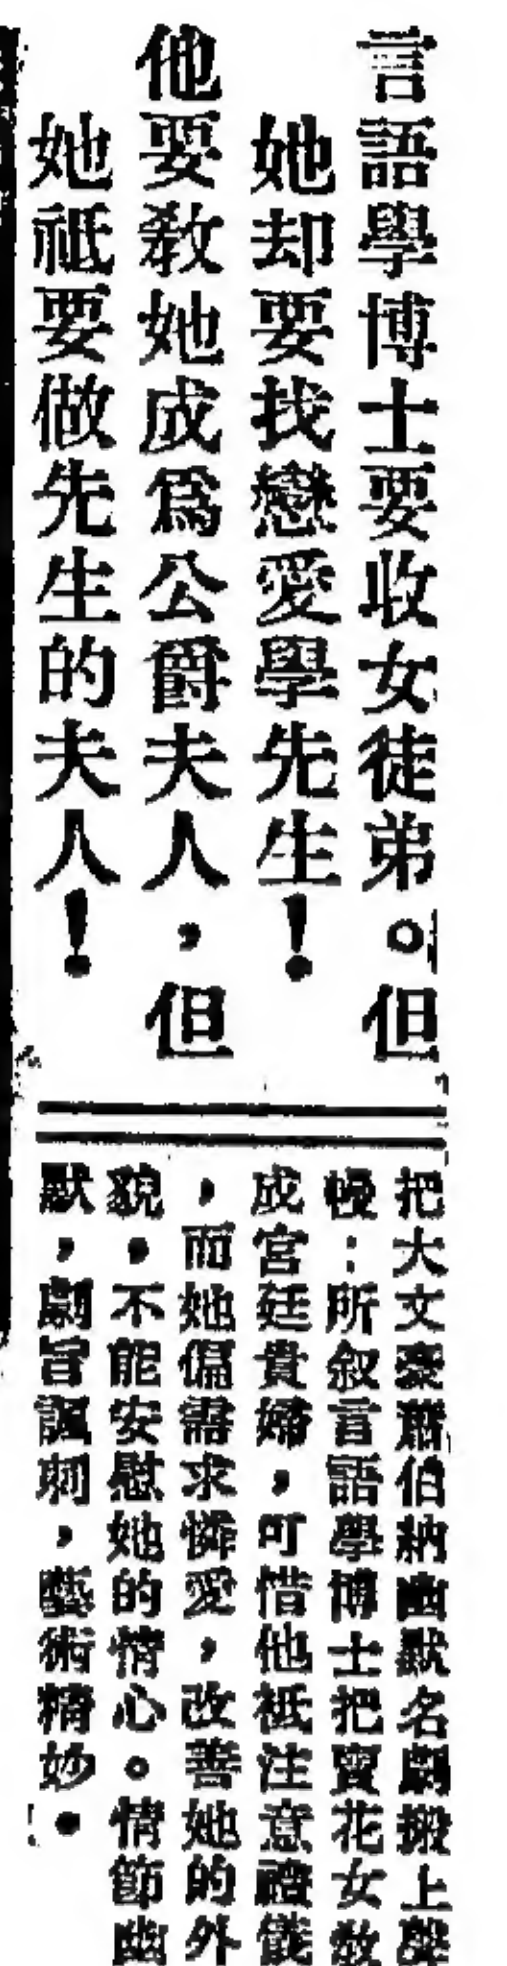 言語學博士要收女徒弟。但
她却要找戀愛學先生！
他要敎她成爲公爵夫人，但
她祗要做先生的夫人！
把大文豪蕭伯納幽默名劇搬上聲
幔：所叙言語學博士把賣花女敎
成宮廷貴婦，可惜他祗注意禮儀
，而她偏需求憐愛，改善她的外
貌，不能安慰她的情心。情節幽
默，劇旨諷刺，藝術精妙。